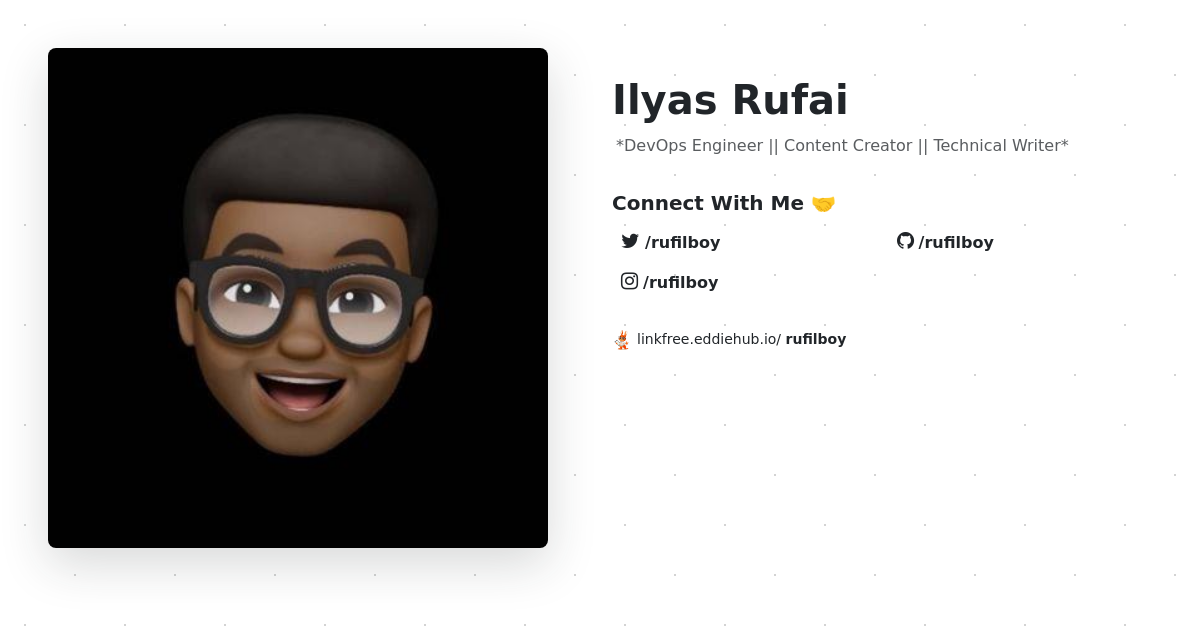 Ilyas Rufai
*DevOps Engineer || Content Creator || Technical Writer*
Connect With Me 🤝
/rufilboy
/rufilboy
/rufilboy
linkfree.eddiehub.io/ rufilboy